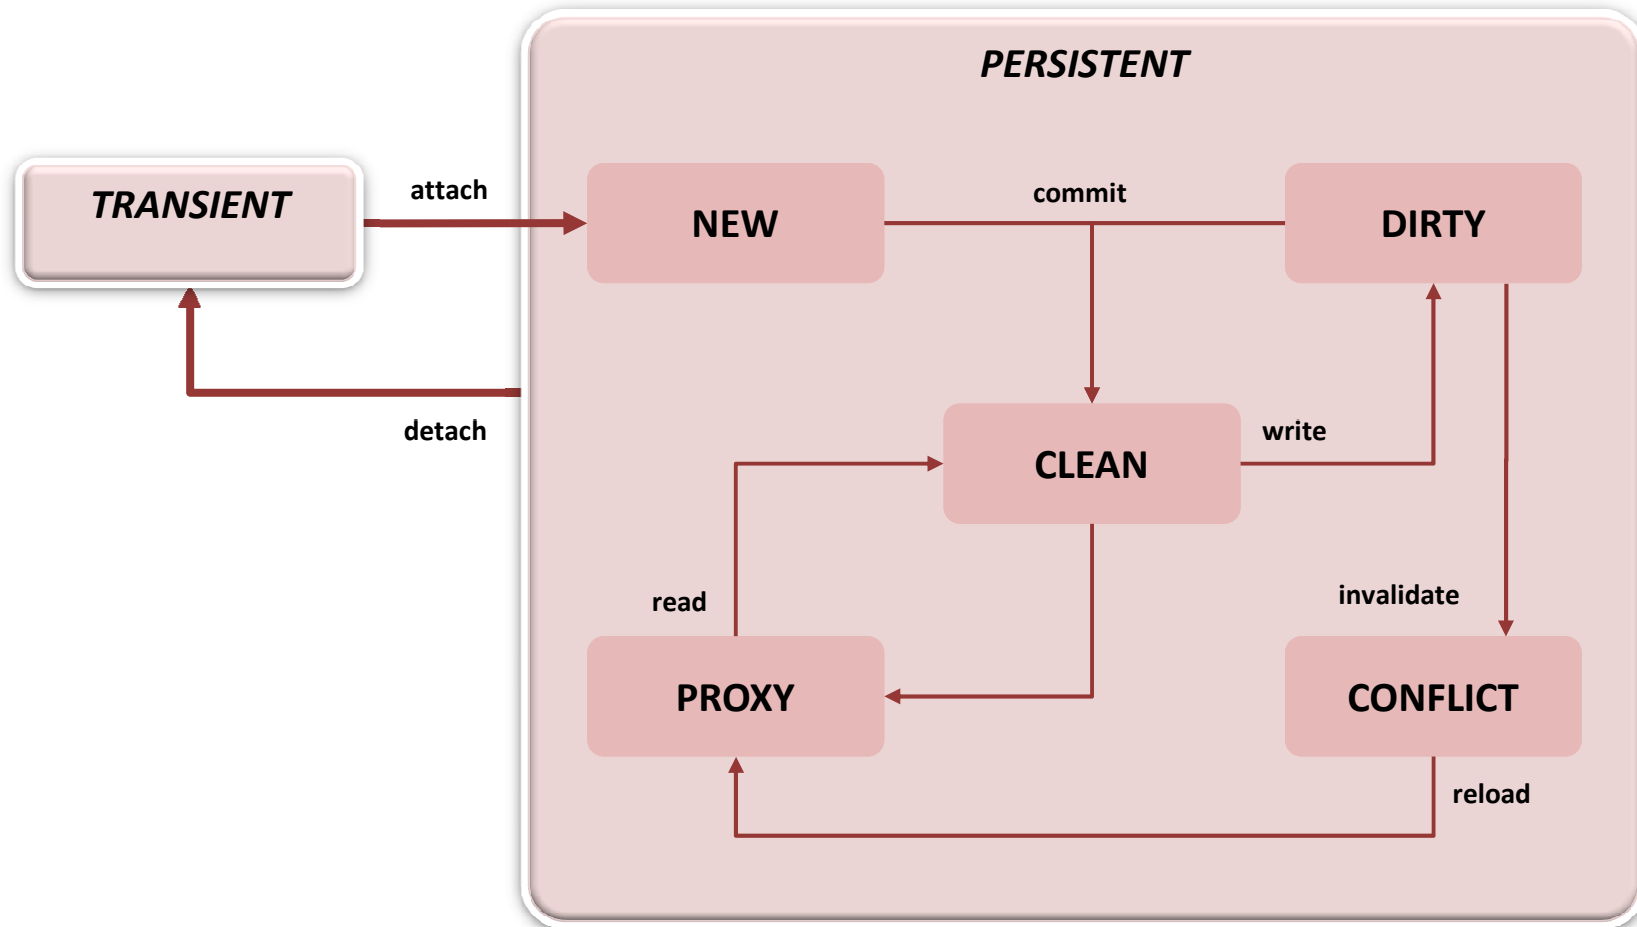 PERSISTENT
TRANSIENT
attach
NEW
commit
DIRTY
detach
CLEAN
write
read
invalidate
PROXY
CONFLICT
reload